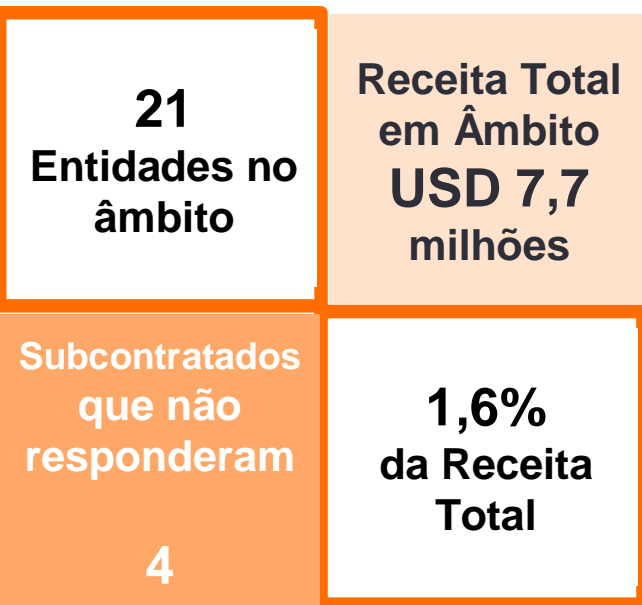 21
Entidades no
âmbito
Receita Total
em Âmbito
USD 7,7
milhões
Subcontratados
que não
responderam
4
1,6%
da Receita
Total